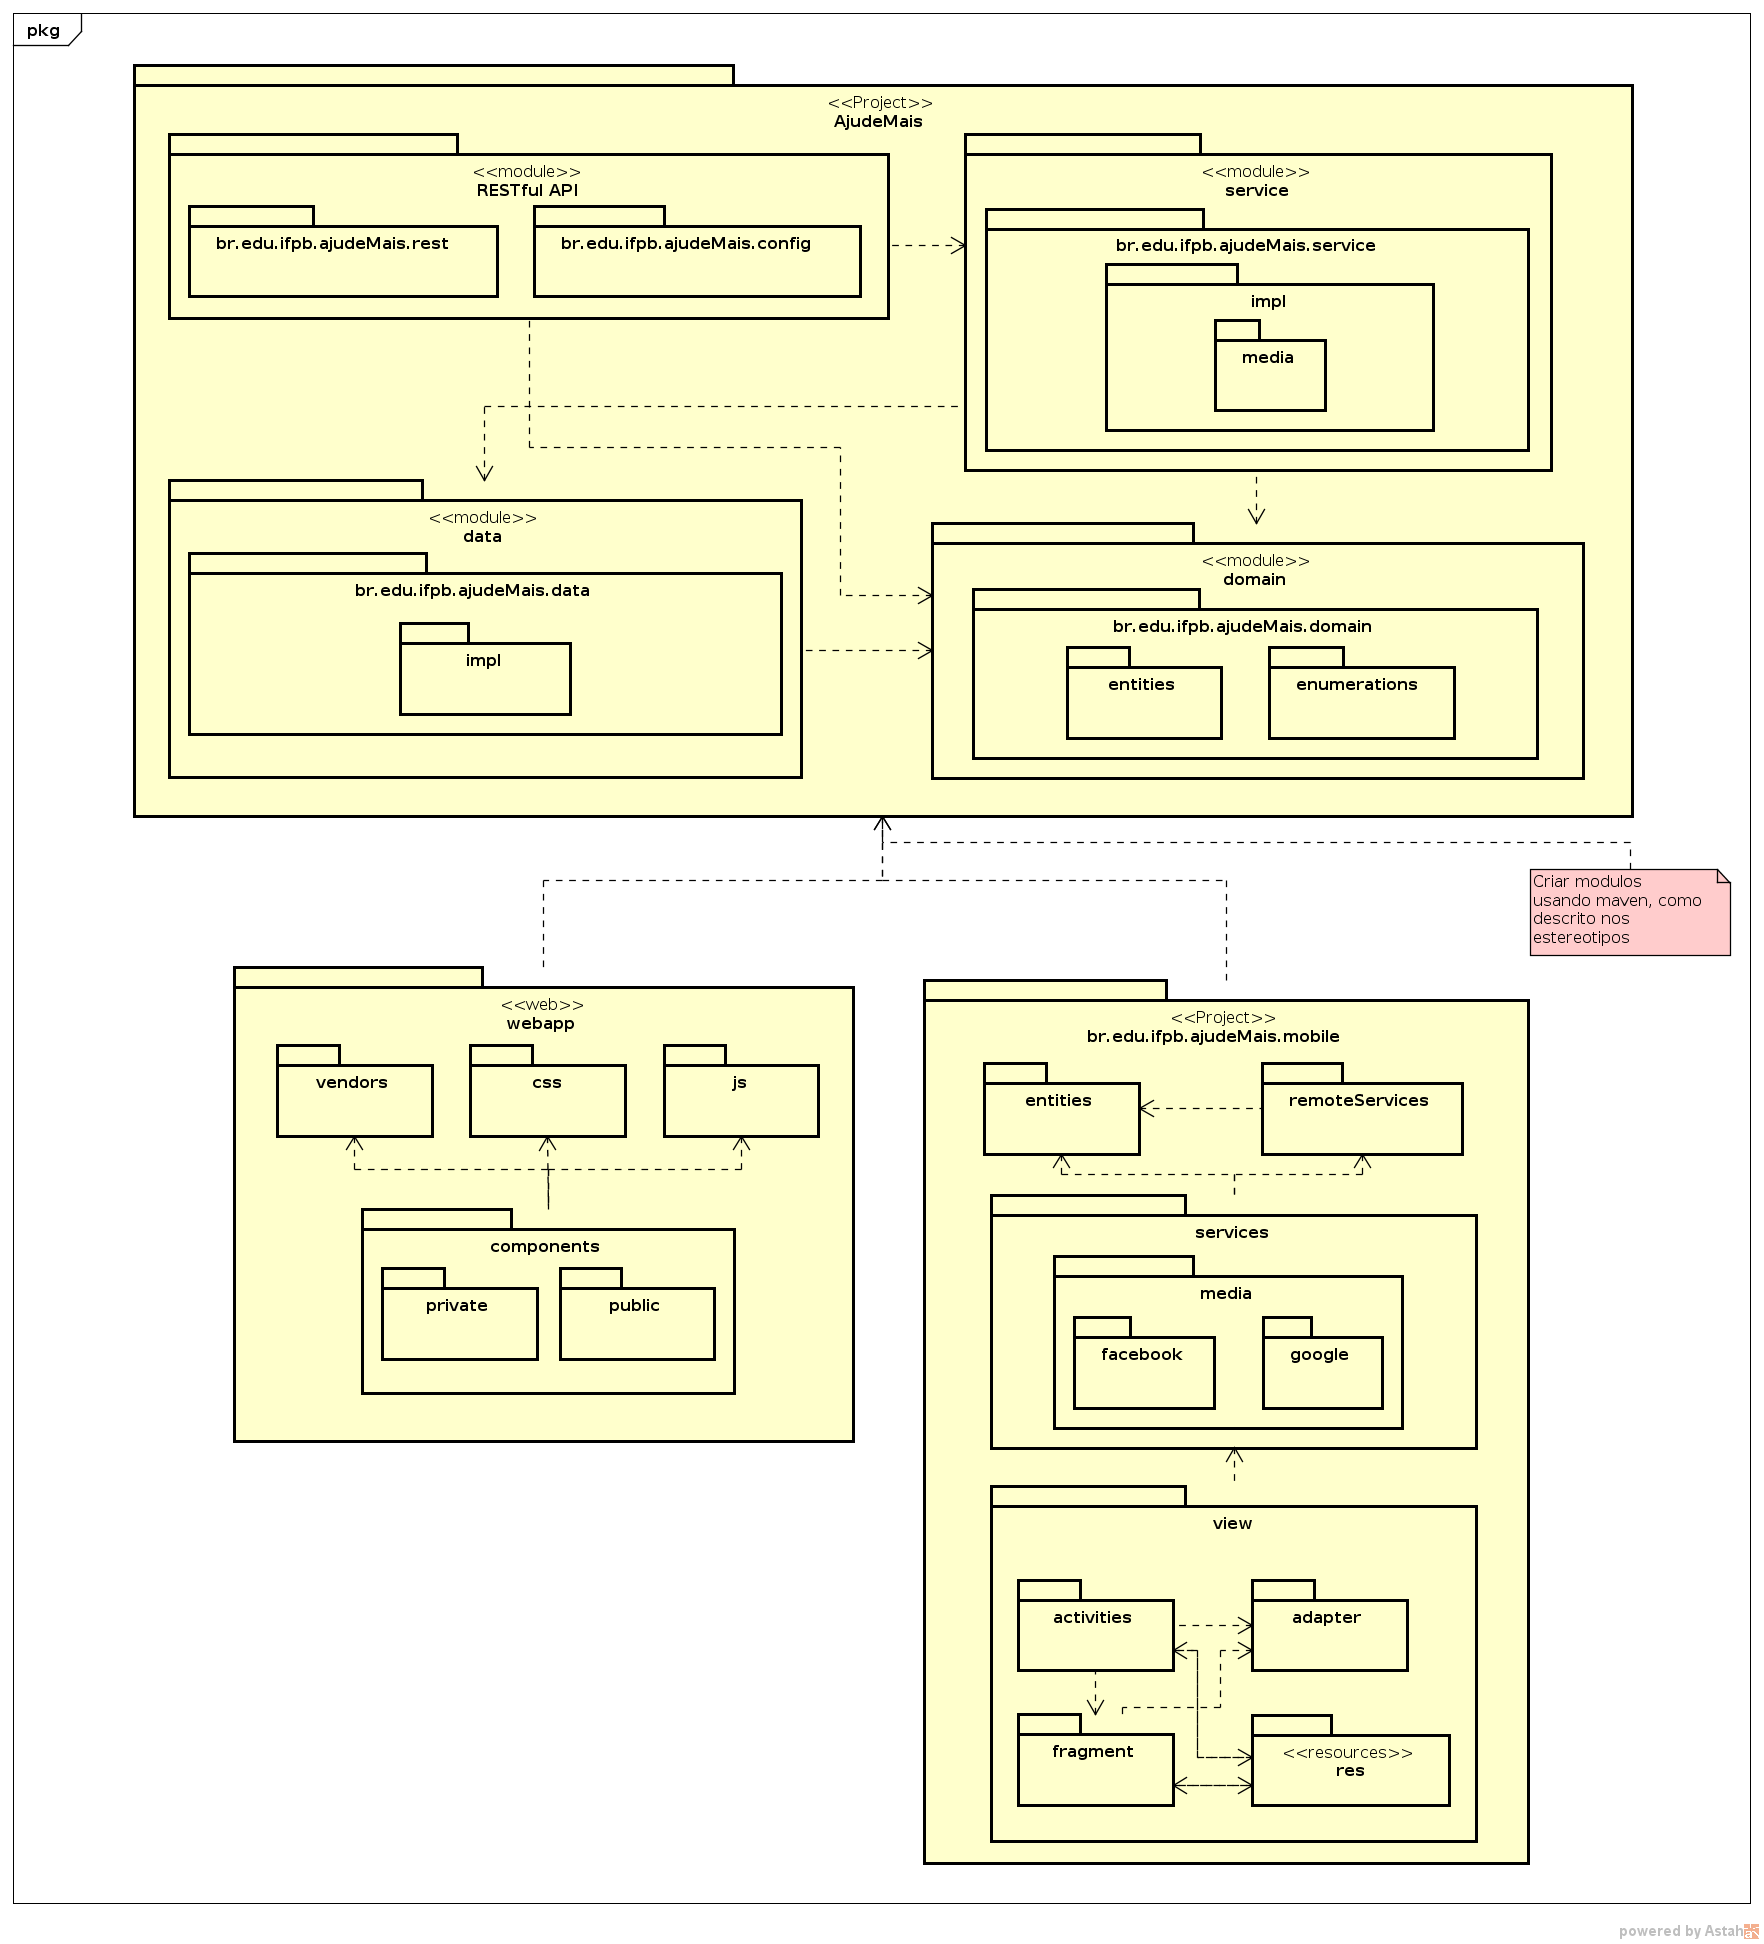 pkg
<<Project>>
AjudeMais
<<module>>
RESTful API
br.edu.ifpb.ajudeMais.rest
br.edu.ifpb.ajudeMais.config
<<module>>
service
br.edu.ifpb.ajudeMais.service
impl
media
<<module>>
data
br.edu.ifpb.ajudeMais.data
impl
<<module>>
domain
br.edu.ifpb.ajudeMais.domain
entities
enumerations
Criar modulos
usando maven, como
descrito nos
estereotipos
<<web>>
webapp
vendors
css
js
components
private
public
<<Project>>
br.edu.ifpb.ajudeMais.mobile
entities
remoteServices
services
media
facebook
google
view
activities
adapter
fragment
<<resources>>
res
powered by Astah